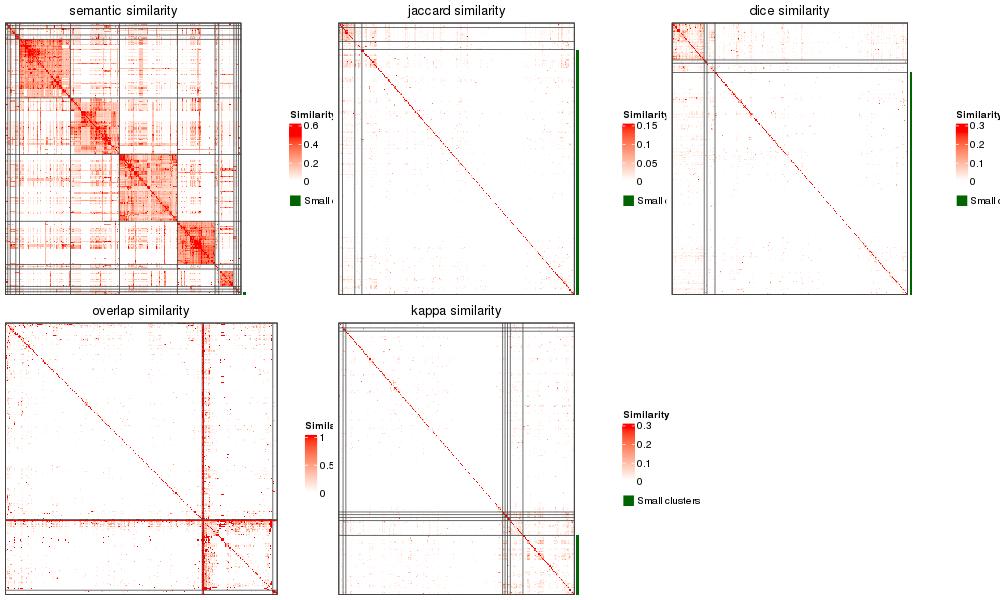 semantic similarity
Similarity
0.6
0.4
0.2
0
Small
jaccard similarity
Similarity
0.15
0.1
0.05
0
Small
dice similarity
Similarity
0.3
0.2
0.1
0
Small
overlap similarity
Simila
1
0.5
0
kappa similarity
Similarity
0.3
0.2
0.1
0
Small clusters